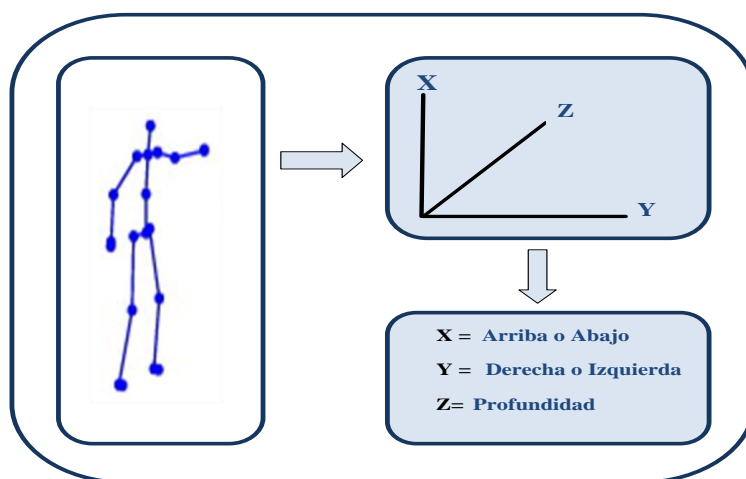 X
Z
Y
X = Arriba o Abajo
Y = Derecha o Izquierda
Z= Profundidad